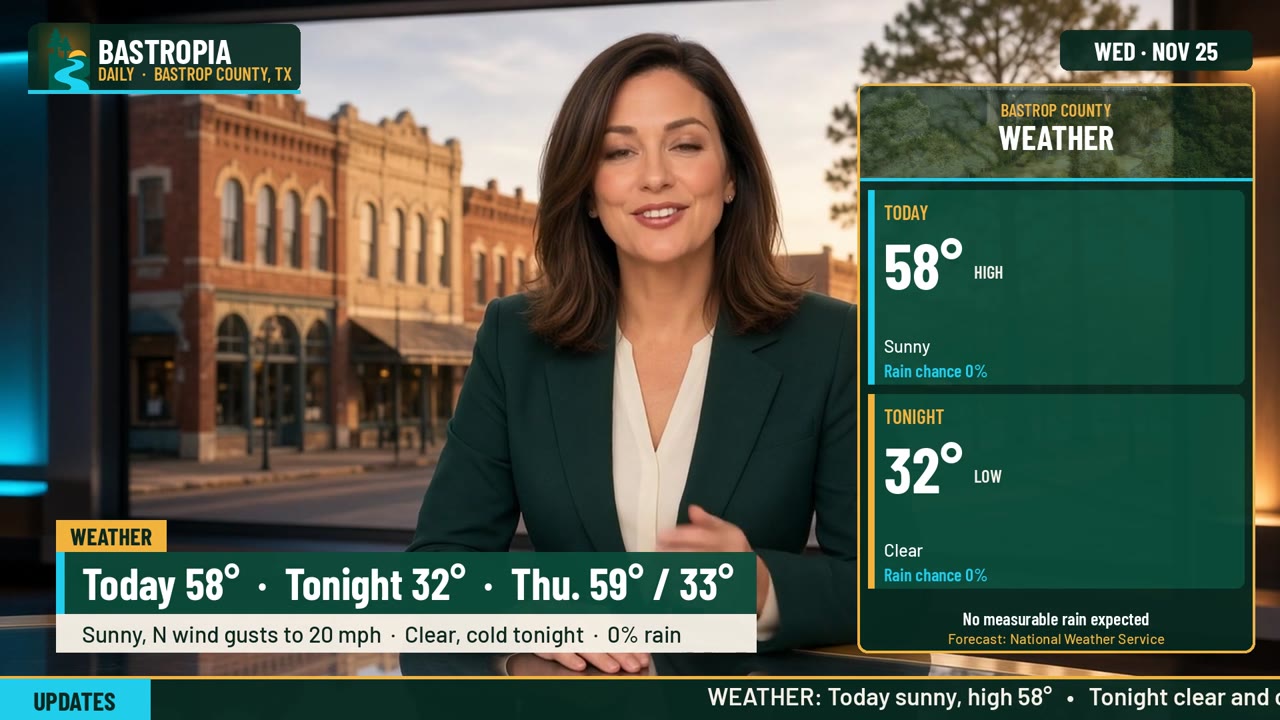 BASTROPIA
DAILY · BASTROP COUNTY, TX
WED · NOV 25
BASTROP COUNTY
WEATHER
TODAY
58° HIGH
Sunny
Rain chance 0%
TONIGHT
32° LOW
Clear
Rain chance 0%
No measurable rain expected
Forecast: National Weather Service
WEATHER
Today 58° · Tonight 32° · Thu. 59° / 33°
Sunny, N wind gusts to 20 mph · Clear, cold tonight · 0% rain
UPDATES
WEATHER: Today sunny, high 58° • Tonight clear and